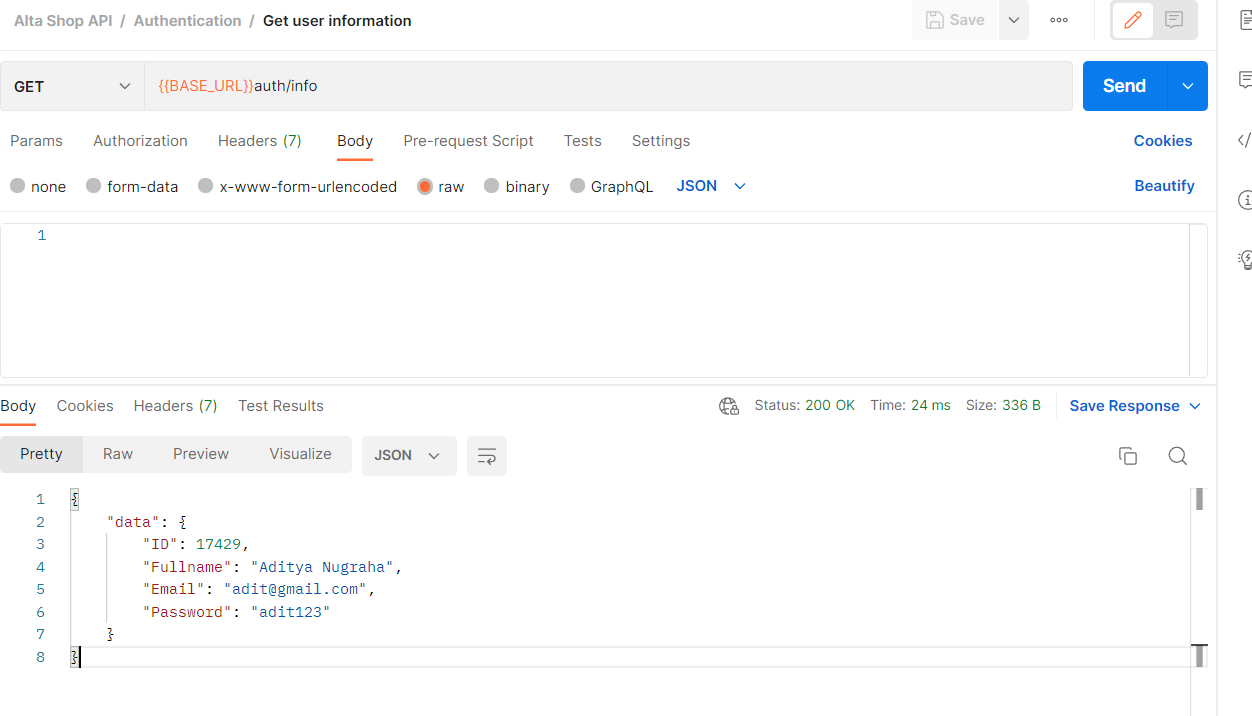 Alta Shop API / Authentication / Get user information
Save
GET
{{BASE_URL}}auth/info
Send
Params Authorization Headers (7) Body Pre-request Script Tests Settings Cookies
none form-data x-www-form-urlencoded raw binary GraphQL JSON Beautify
1
Body Cookies Headers (7) Test Results Status: 200 OK Time: 24 ms Size: 336 B Save Response
Pretty Raw Preview Visualize JSON
1 {
2 "data": {
3 "ID": 17429,
4 "Fullname": "Aditya Nugraha",
5 "Email": "adit@gmail.com",
6 "Password": "adit123"
7 }
8 }